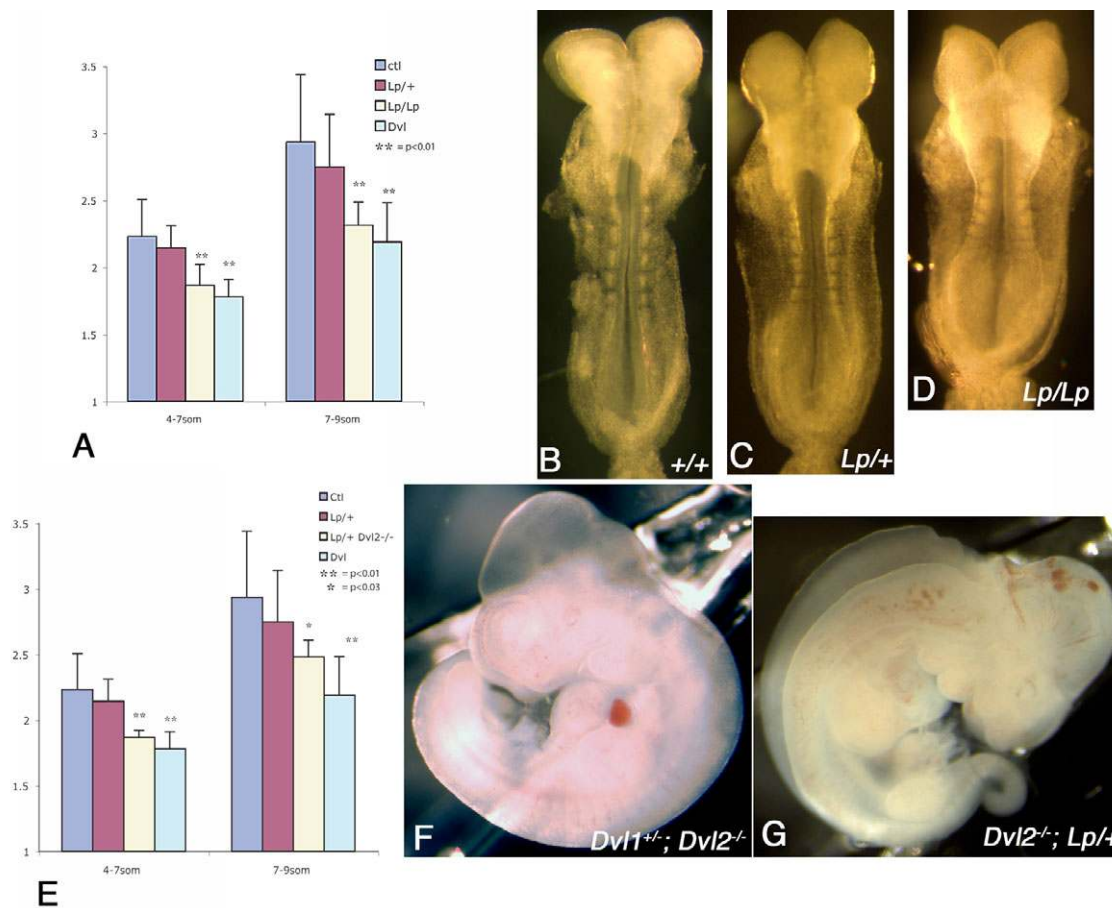 3.5
3
2.5
2
1.5
1
ctl
Lp/+
Lp/Lp
Dvl
** = p<0.01
**
**
**
**
4-7som
7-9som
A
B
+/+
C
Lp/+
D
Lp/Lp
3.5
3
2.5
2
1.5
1
Ctl
Lp/+
Lp/+ Dvl2-/-
Dvl
** = p<0.01
* = p<0.03
**
**
*
**
4-7som
7-9som
E
F
Dvl1+/-; Dvl2-/-
G
Dvl2-/-; Lp/+